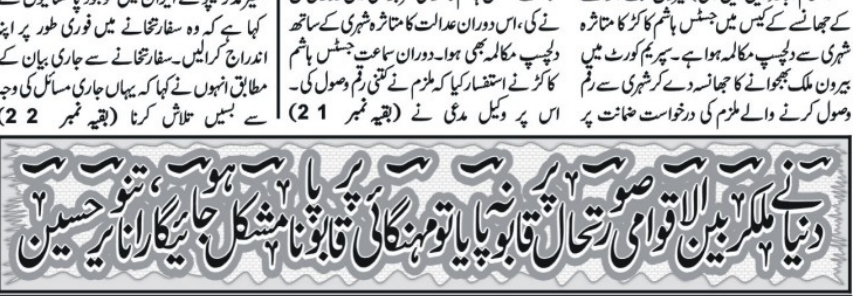 کے جھانسے کے کیس میں جسٹس ہاشم کاکڑ کا متاثرہ
شہری سے دلچسپ مکالمہ ہوا ہے۔ سپریم کورٹ میں
بیرون ملک بھجوانے کا جھانسہ دے کر شہری سے رقم
وصول کرنے والے ملزم کی درخواست ضمانت پر
نے کی، اس دوران عدالت کا متاثرہ شہری کے ساتھ
دلچسپ مکالمہ بھی ہوا۔ دوران سماعت جسٹس ہاشم
کاکڑ نے استفسار کیا کہ ملزم نے کتنی رقم وصول کی۔
اس پر وکیل مدعی نے (بقیہ نمبر 21)
کہا ہے کہ وہ سفارتخانے میں فوری طور پر اپنا
اندراج کرالیں۔ سفارتخانے سے جاری بیان کے
مطابق انہوں نے کہا کہ یہاں جاری مسائل کی وجہ
سے بسیں تلاش کرنا (بقیہ نمبر 22)
دنیا نے ملکر بین الاقوامی صورتحال پر قابو نہ پایا تو مہنگائی پر قابو پانا مشکل ہو جائیگا، رانا تنویر حسین